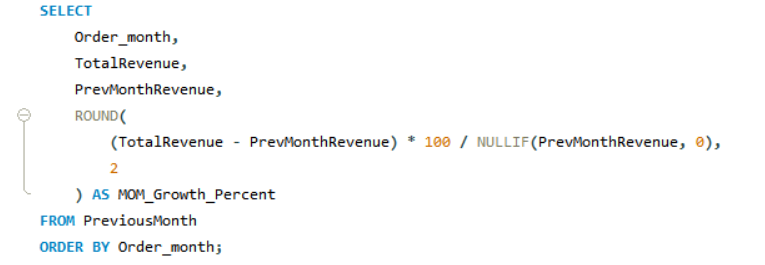 SELECT
    Order_month,
    TotalRevenue,
    PrevMonthRevenue,
    ROUND(
        (TotalRevenue - PrevMonthRevenue) * 100 / NULLIF(PrevMonthRevenue, 0),
        2
    ) AS MOM_Growth_Percent
FROM PreviousMonth
ORDER BY Order_month;